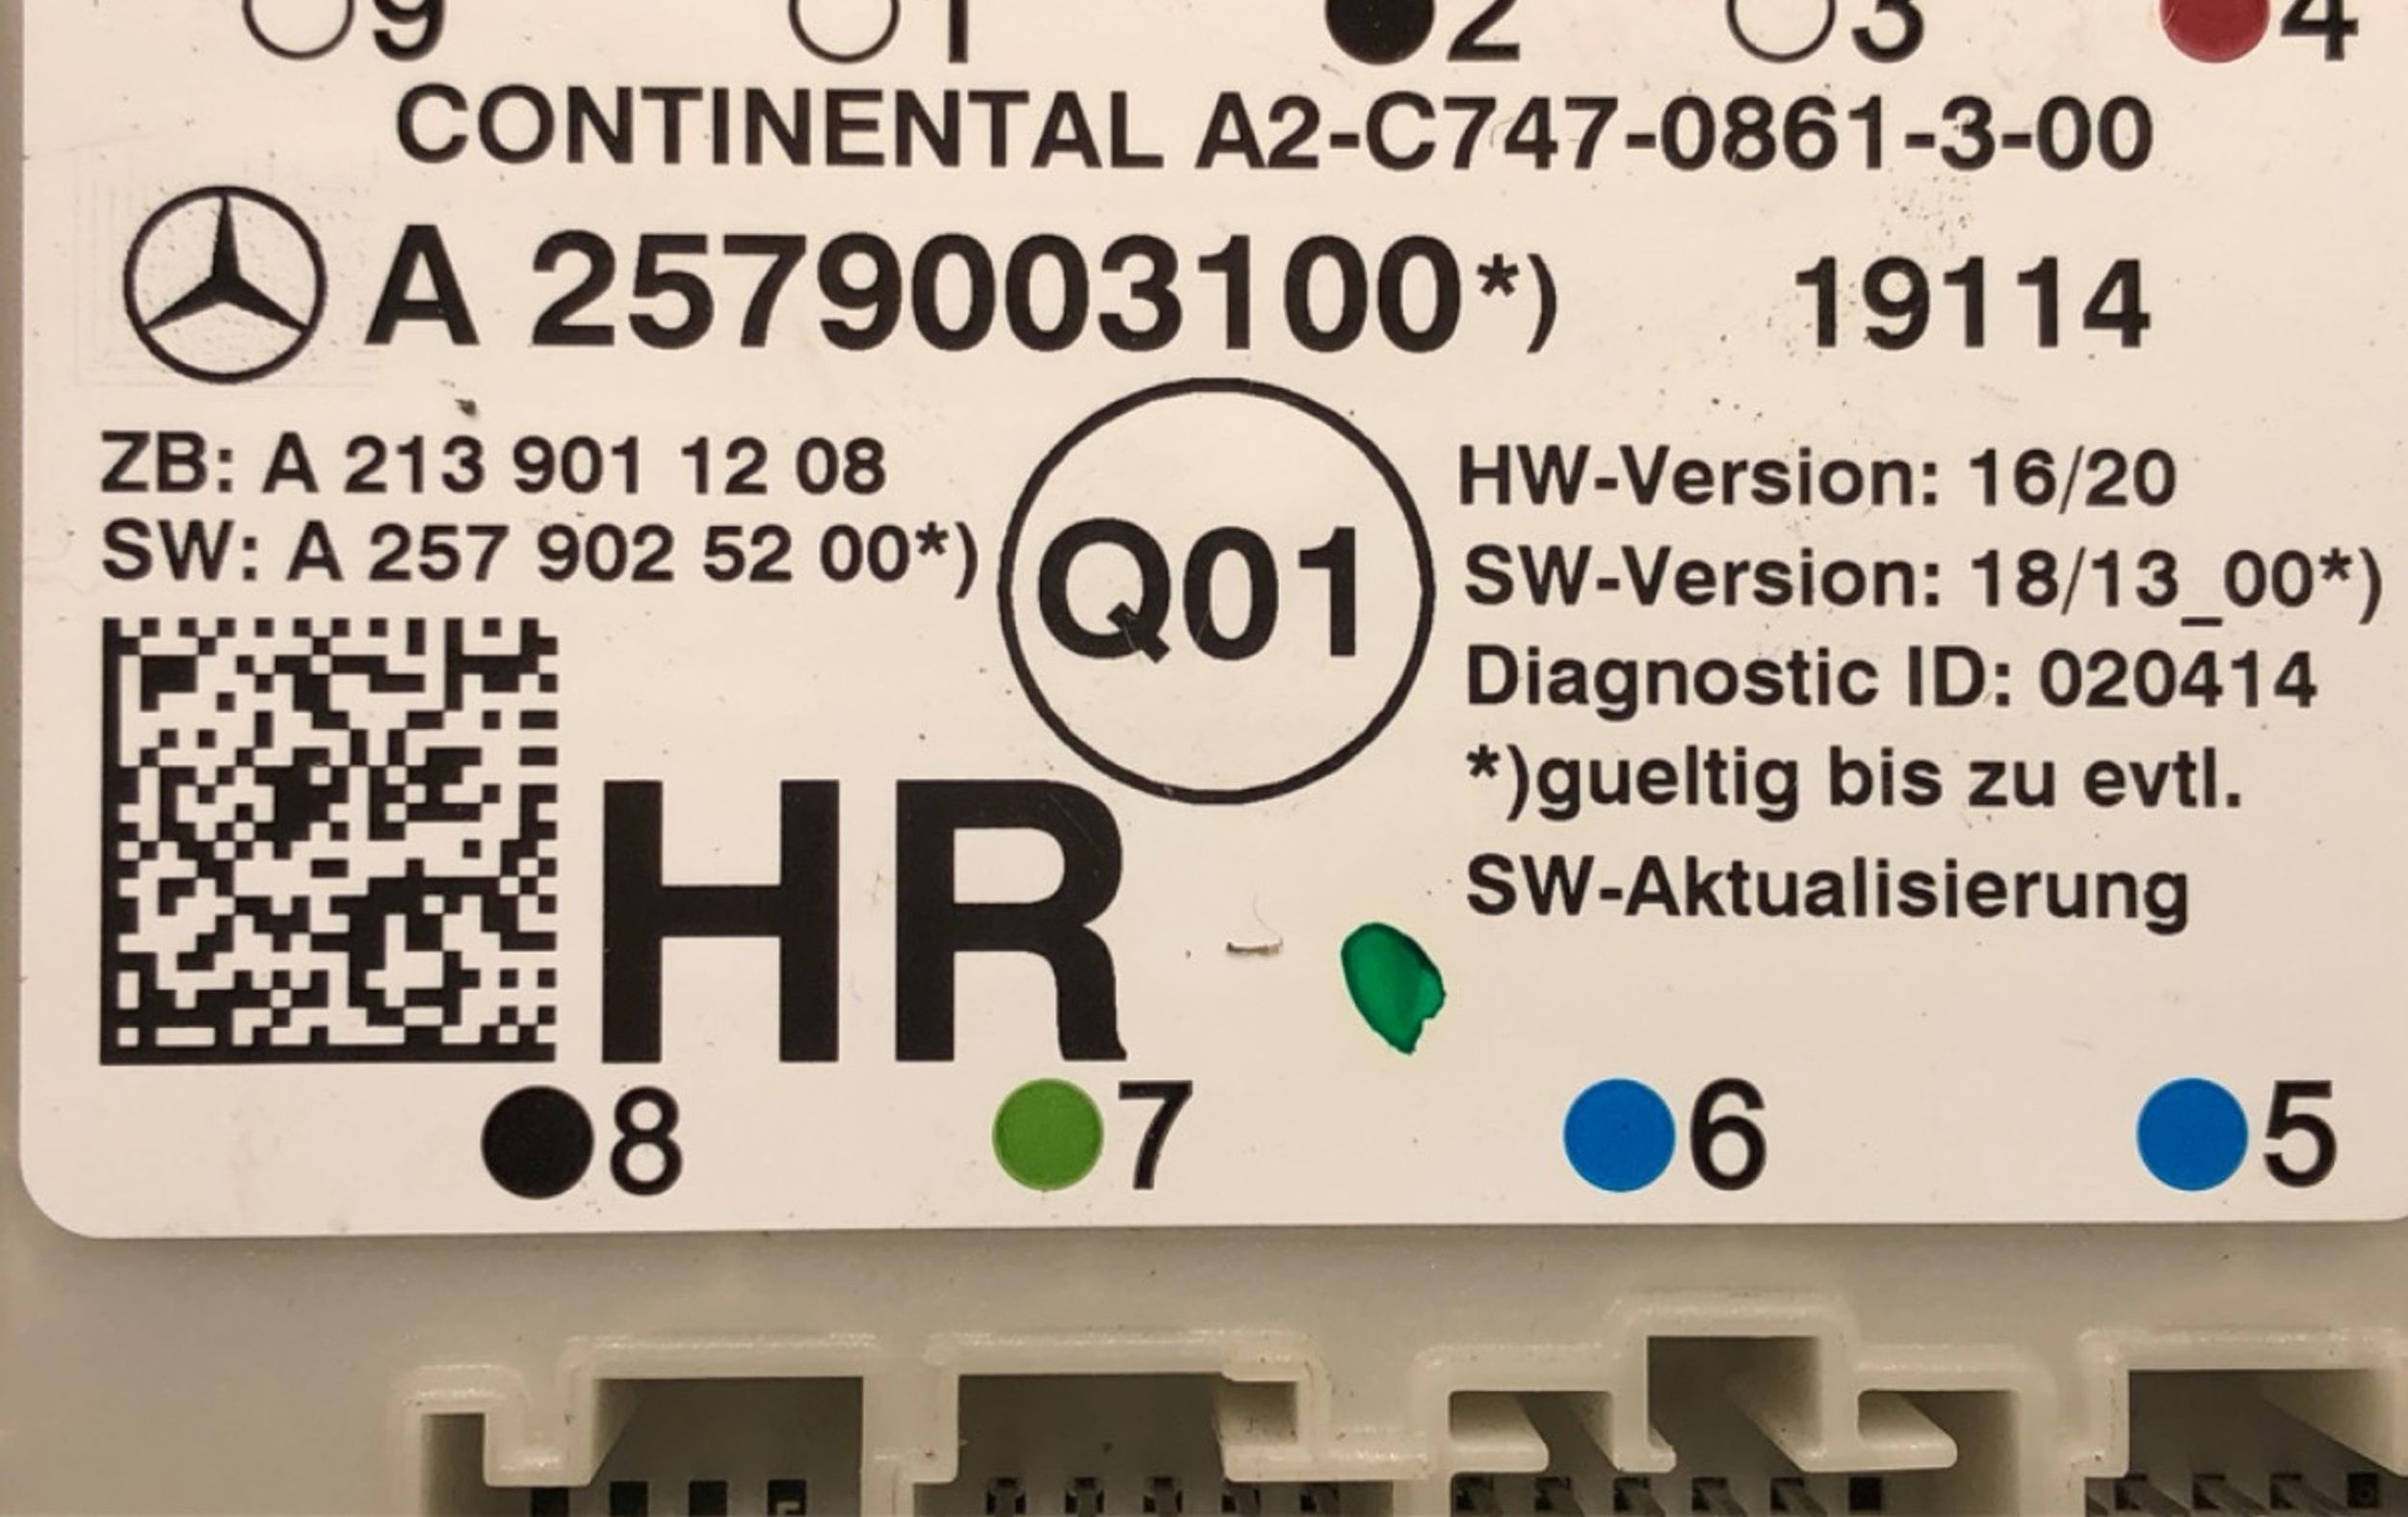 9 1 2 3 4
CONTINENTAL A2-C747-0861-3-00
A 2579003100*) 19114
ZB: A 213 901 12 08
SW: A 257 902 52 00*)
Q01
HW-Version: 16/20
SW-Version: 18/13_00*)
Diagnostic ID: 020414
*)gueltig bis zu evtl.
SW-Aktualisierung
HR
8 7 6 5